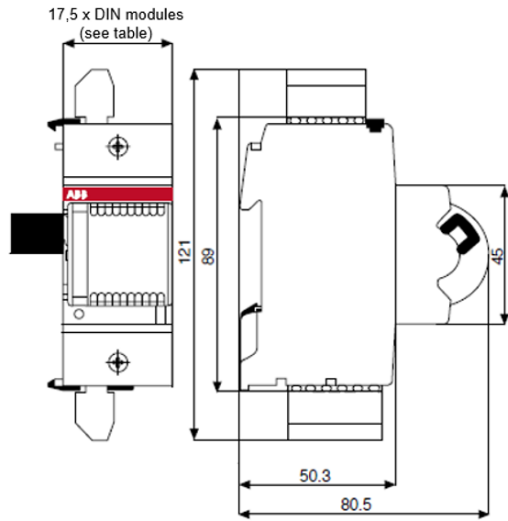 17,5 x DIN modules
(see table)
ABB
121
89
45
50.3
80.5